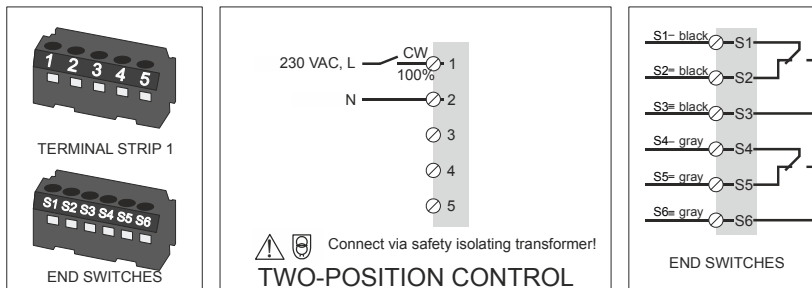 1 2 3 4 5
TERMINAL STRIP 1
S1 S2 S3 S4 S5 S6
END SWITCHES
230 VAC, L
CW
100%
1
N
2
3
4
5
Connect via safety isolating transformer!
TWO-POSITION CONTROL
S1– black
S1
S2= black
S2
S3≡ black
S3
S4– gray
S4
S5= gray
S5
S6≡ gray
S6
END SWITCHES